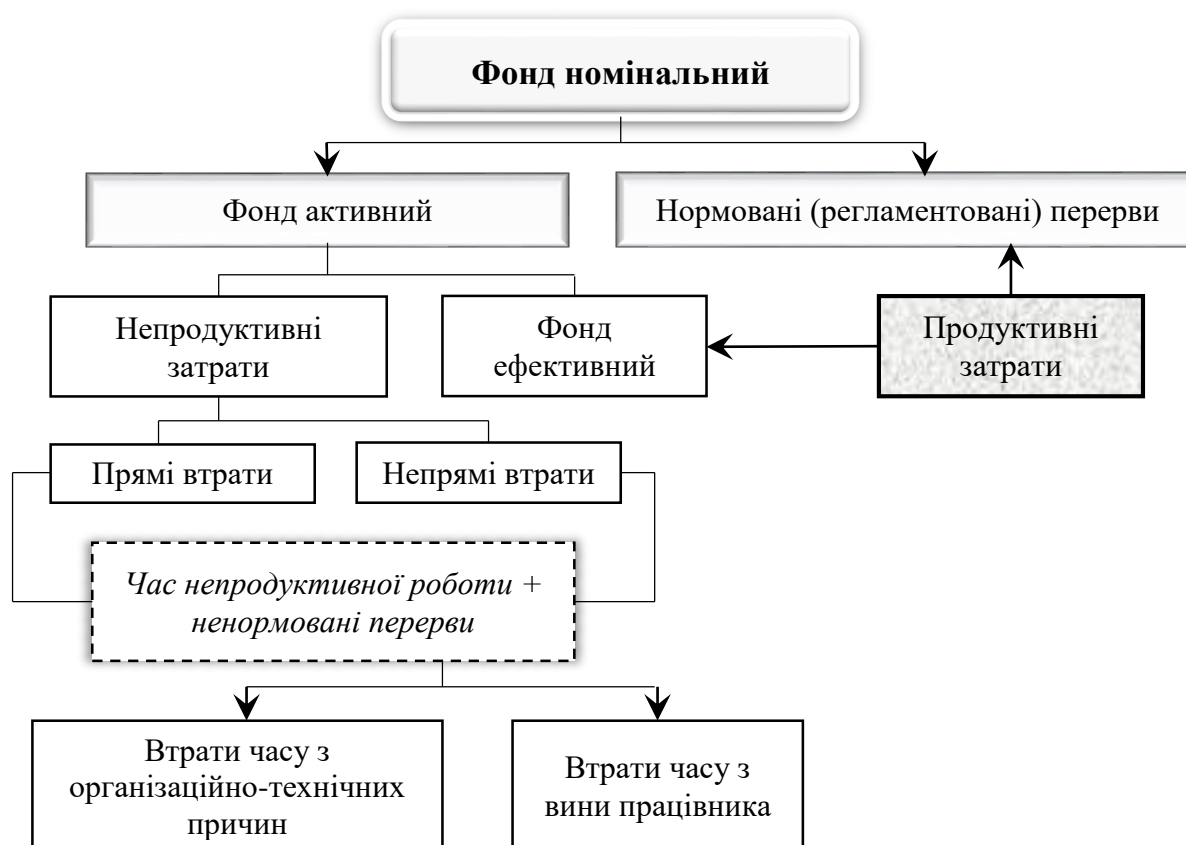 Фонд номінальний
Фонд активний
Нормовані (регламентовані) перерви
Непродуктивні
затрати
Фонд
ефективний
Продуктивні
затрати
Прямі втрати
Непрямі втрати
Час непродуктивної роботи +
ненормовані перерви
Втрати часу з
організаційно-технічних
причин
Втрати часу з
вини працівника